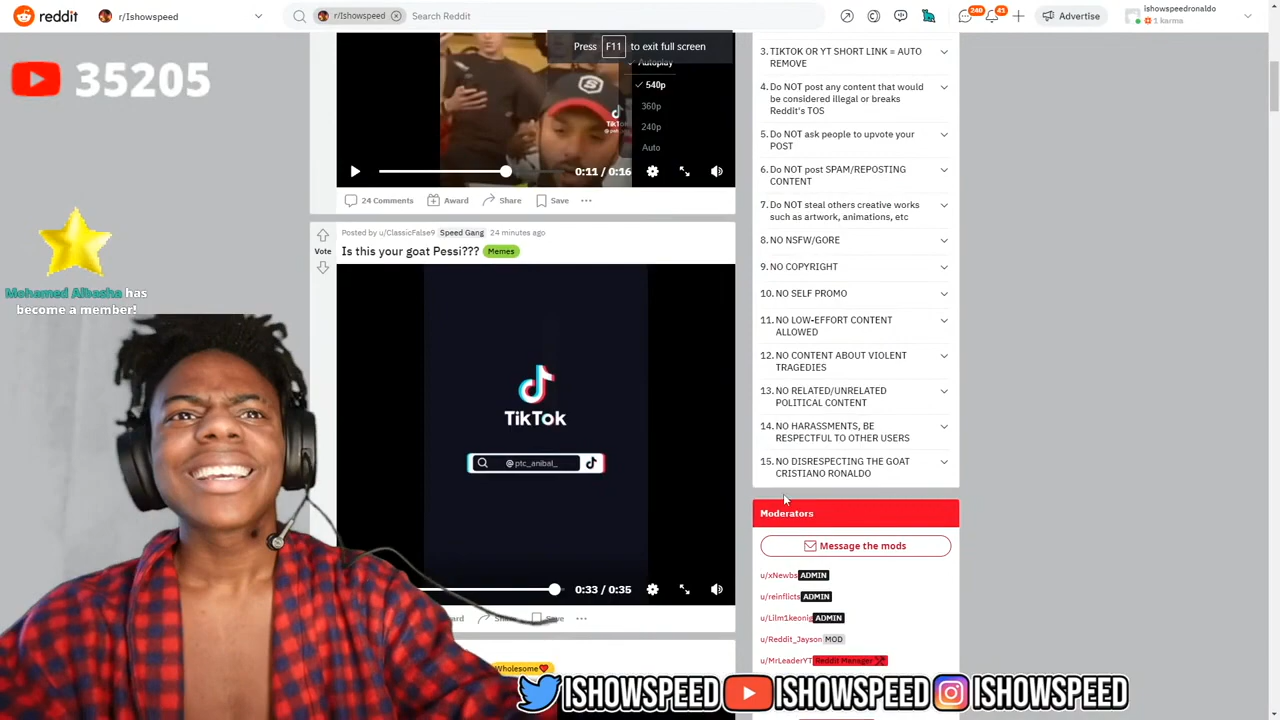 reddit
r/Ishowspeed
r/Ishowspeed
Search Reddit
240
41
Advertise
ishowspeedronaldo
1 karma
Press F11 to exit full screen
35205
Autoplay
540p
360p
240p
Auto
TikTok
0:11 / 0:16
24 Comments
Award
Share
Save
Mohamed Albasha has
become a member!
Posted by u/ClassicFalse9 Speed Gang 24 minutes ago
Vote
Is this your goat Pessi??? Memes
TikTok
@ptc_anibal_
0:33 / 0:35
Share
Save
Wholesome
3. TIKTOK OR YT SHORT LINK = AUTO
REMOVE
4. Do NOT post any content that would
be considered illegal or breaks
Reddit's TOS
5. Do NOT ask people to upvote your
POST
6. Do NOT post SPAM/REPOSTING
CONTENT
7. Do NOT steal others creative works
such as artwork, animations, etc
8. NO NSFW/GORE
9. NO COPYRIGHT
10. NO SELF PROMO
11. NO LOW-EFFORT CONTENT
ALLOWED
12. NO CONTENT ABOUT VIOLENT
TRAGEDIES
13. NO RELATED/UNRELATED
POLITICAL CONTENT
14. NO HARASSMENTS, BE
RESPECTFUL TO OTHER USERS
15. NO DISRESPECTING THE GOAT
CRISTIANO RONALDO
Moderators
Message the mods
u/xNewbs ADMIN
u/reinflicts ADMIN
u/Lilm1keonig ADMIN
u/Reddit_Jayson MOD
u/MrLeaderYT Reddit Manager
ISHOWSPEED
ISHOWSPEED
ISHOWSPEED